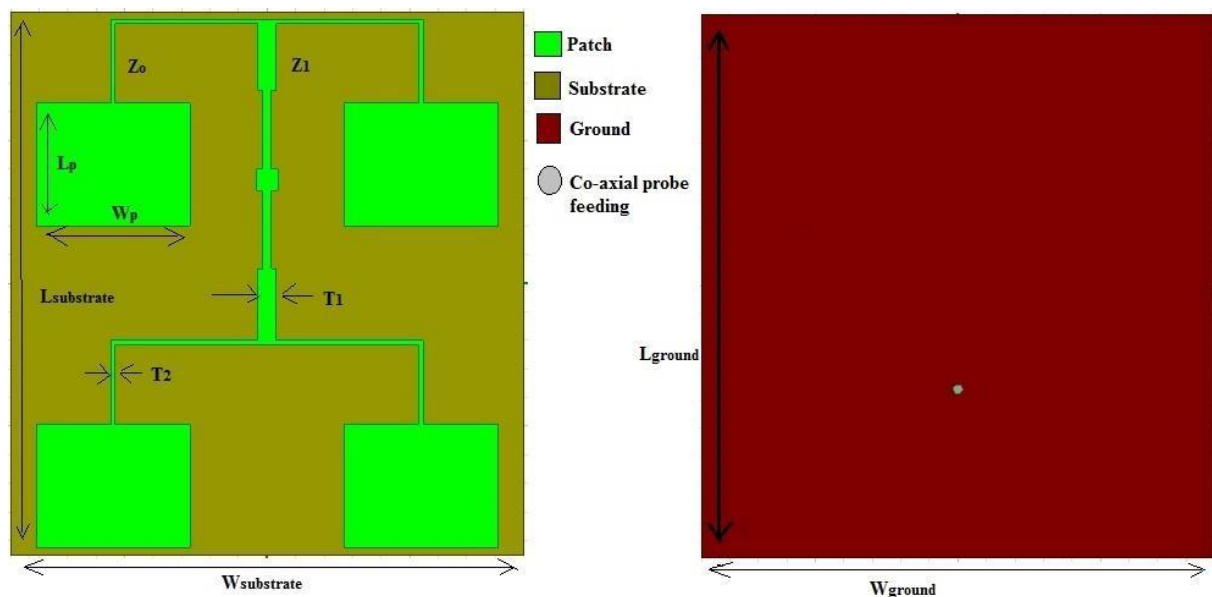 Zo
Z1
Lp
Wp
Lsubstrate
T1
T2
Wsubstrate
Patch
Substrate
Ground
Co-axial probe
feeding
Lground
Wground